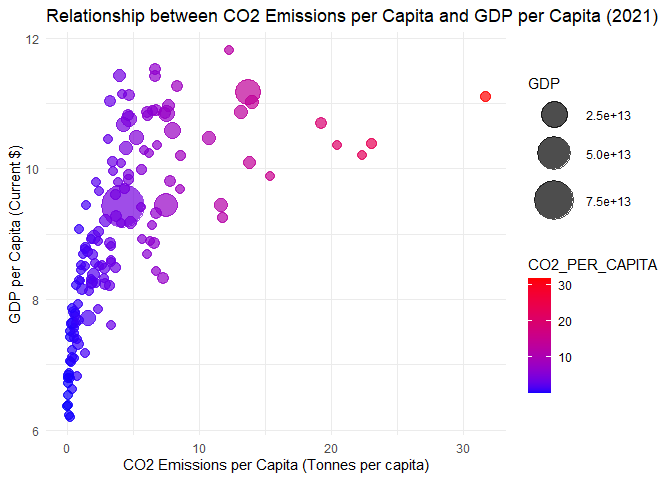 Relationship between CO2 Emissions per Capita and GDP per Capita (2021)
12
10
8
6
GDP per Capita (Current $)
0
10
20
30
CO2 Emissions per Capita (Tonnes per capita)
GDP
2.5e+13
5.0e+13
7.5e+13
CO2_PER_CAPITA
30
20
10